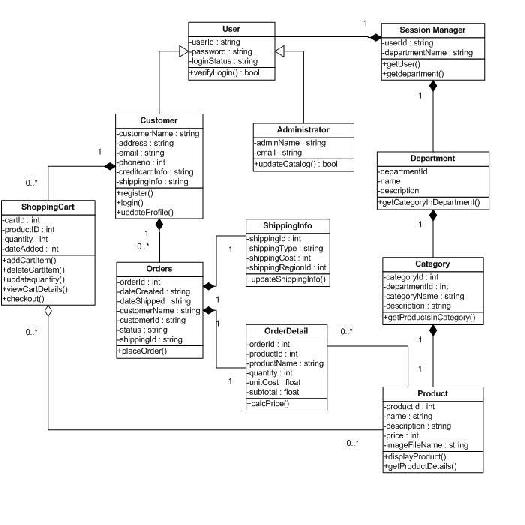 User
-userId : string
-password : string
-loginStatus : string
+verifyLogin() : bool
1
Session Manager
-userId : string
-departmentName : string
+getUser()
+getdepartment()
1
Customer
-customerName : string
-address : string
-email : string
-phoneno : int
-creditcartInfo : string
-shippingInfo : string
+register()
+login()
+updateProfile()
1
0..*
Administrator
-adminName : string
-email : string
+updateCatalog() : bool
Department
-departmentId
-name
-description
+getCategoryInDepartment()
1
1
0..*
ShoppingCart
-cartId : int
-productID : int
-quantity : int
-dateAdded : int
+addCartItem()
+deleteCartItem()
+updatequantity()
+viewCartDetails()
+checkout()
0..*
ShippingInfo
-shippingId : int
-shippingType : string
-shippingCost : int
-shippingRegionId : int
updateShippingInfo()
1
1
Orders
-orderId : int
-dateCreated : string
-dateShipped : string
-customerName : string
-customerId : string
-status : string
-shippingId : string
+placeOrder()
1
1
Category
-categoryId : int
-departmentId : int
-categoryName : string
-description : string
+getProductsInCategory()
1
1
OrderDetail
-orderId : int
-productId : int
-productName : string
-quantity : int
-unitCost : float
-subtotal : float
+calcPrice()
0..*
Product
-productId : int
-name : string
-description : string
-price : int
-imageFileName : string
+displayProduct()
+getProductDetails()